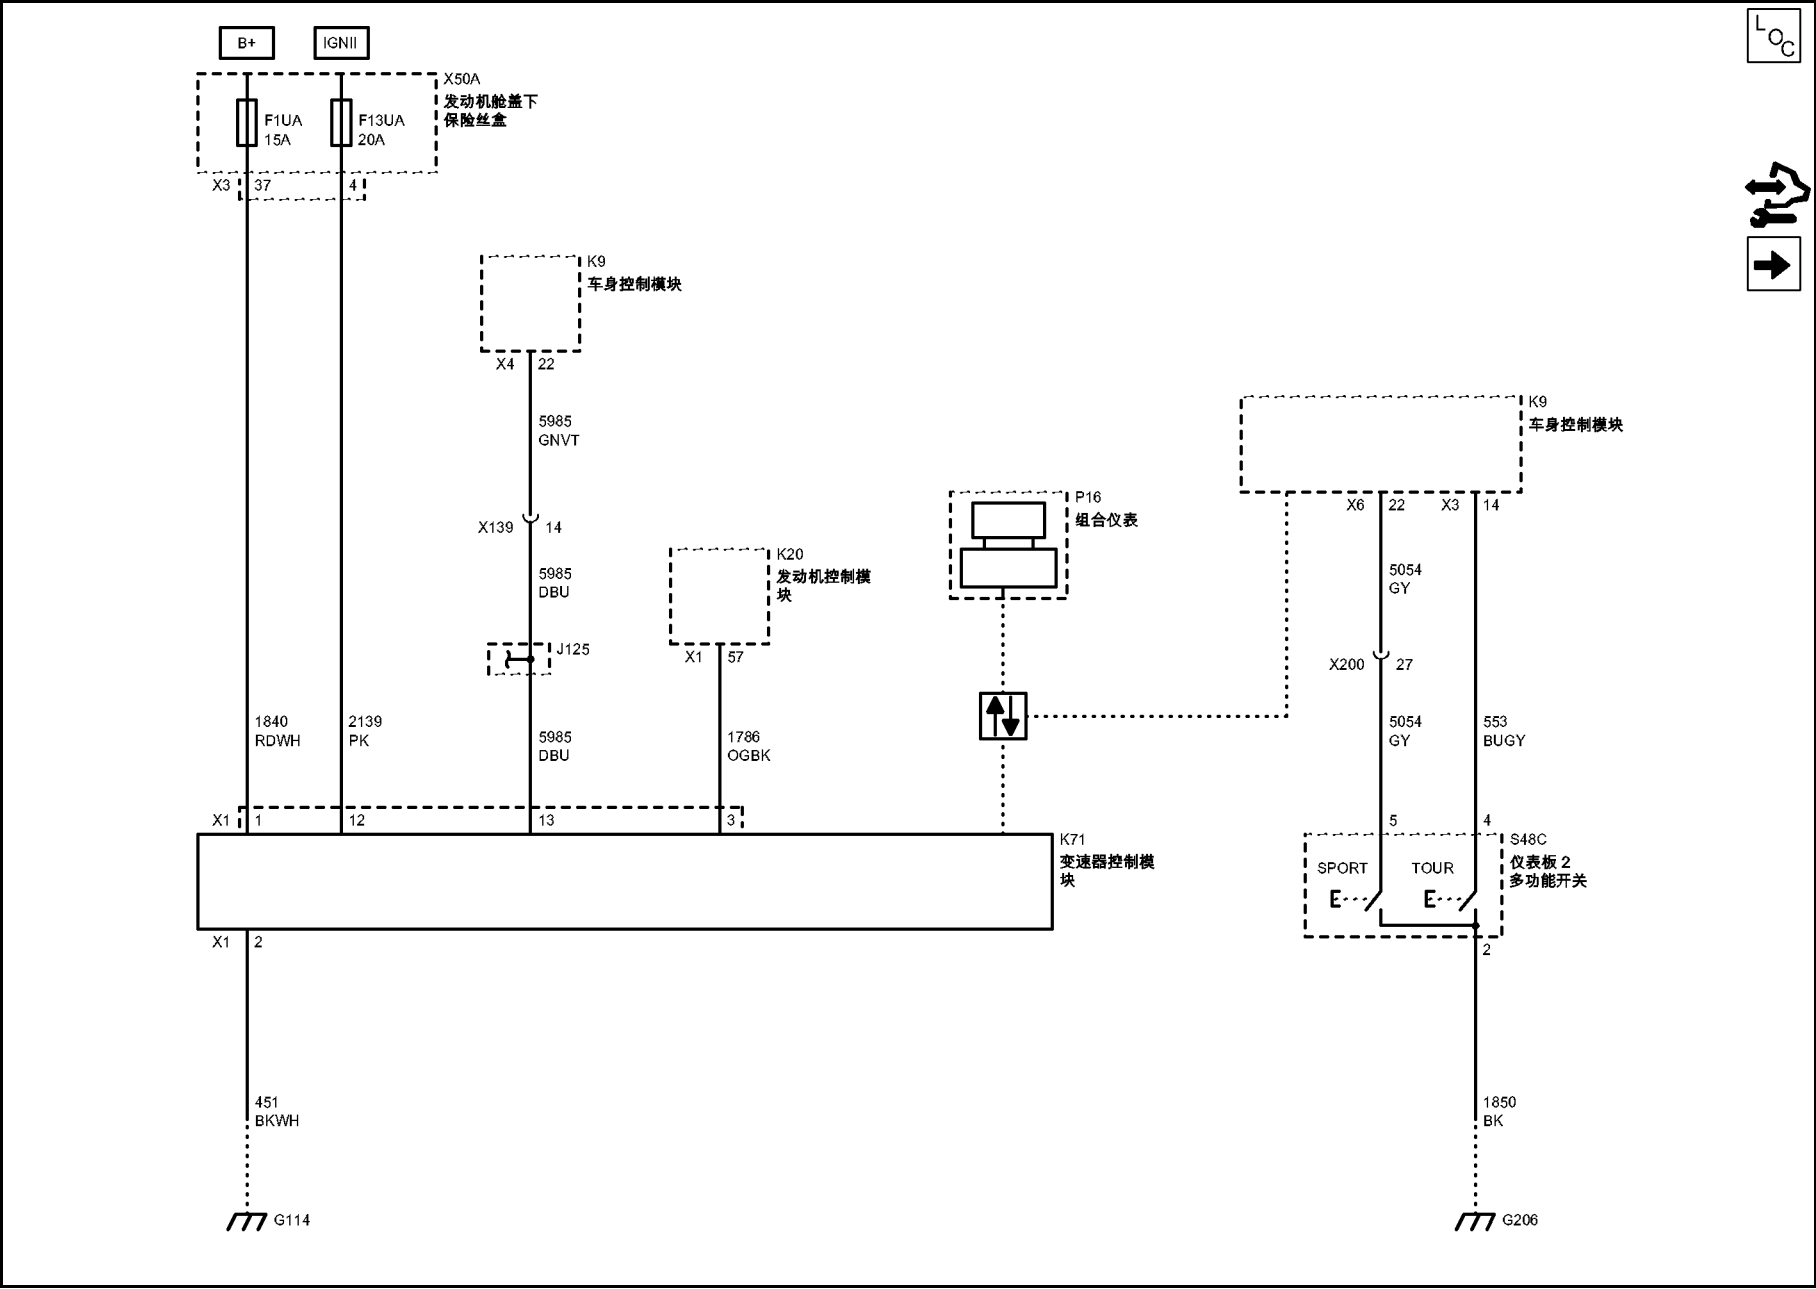 B+
IGNII
LOC
X50A
发动机舱盖下
保险丝盒
F1UA
15A
F13UA
20A
X3 37 4
K9
车身控制模块
X4 22
5985
GNVT
X139 14
5985
DBU
J125
5985
DBU
K20
发动机控制模
块
X1 57
1786
OGBK
P16
组合仪表
K9
车身控制模块
X6 22 X3 14
5054
GY
X200 27
5054
GY
553
BUGY
1840
RDWH
2139
PK
X1 1 12 13 3
K71
变速器控制模
块
5 4
S48C
仪表板 2
多功能开关
SPORT TOUR
X1 2
2
451
BKWH
1850
BK
G114
G206